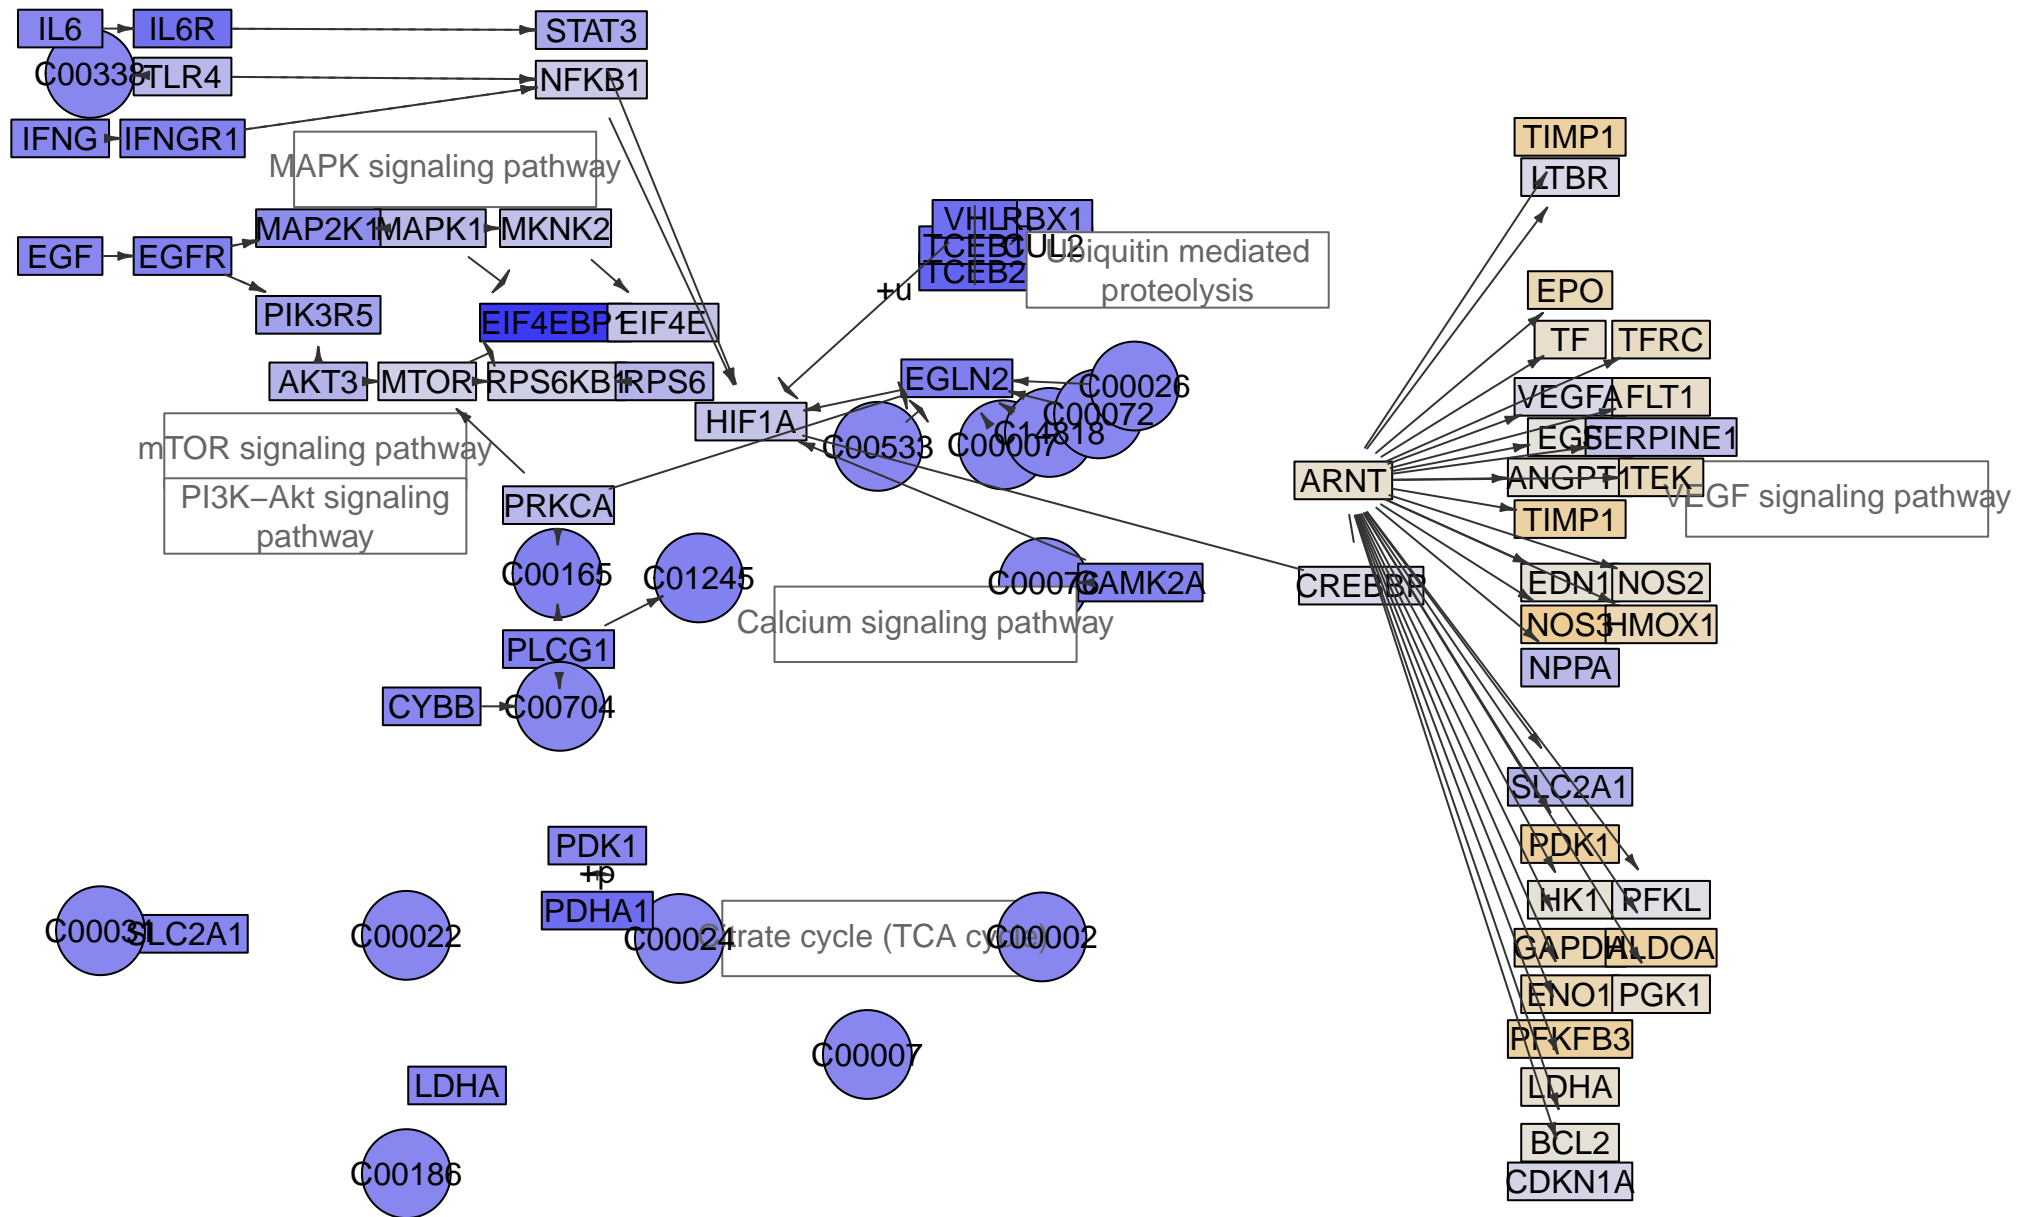 IL6
IL6R
STAT3
C00338
TLR4
NFKB1
IFNG
IFNGR1
MAPK signaling pathway
MAP2K1
MAPK1
MKNK2
EGF
EGFR
PIK3R5
EIF4EBP1
EIF4E
AKT3
MTOR
RPS6KB1
RPS6
mTOR signaling pathway
PI3K–Akt signaling
pathway
HIF1A
VHL
RBX1
TCEB1
CUL2
TCEB2
Ubiquitin mediated
proteolysis
+u
EGLN2
C00533
C00007
C14818
C00072
C00026
PRKCA
C00165
C01245
PLCG1
CYBB
C00704
C00076
CAMK2A
Calcium signaling pathway
CREBBP
ARNT
TIMP1
LTBR
EPO
TF
TFRC
VEGFA
FLT1
EGF
SERPINE1
ANGPT1
TEK
VEGF signaling pathway
TIMP1
EDN1
NOS2
NOS3
HMOX1
NPPA
SLC2A1
PDK1
HK1
PFKL
GAPDH
ALDOA
ENO1
PGK1
PFKFB3
LDHA
BCL2
CDKN1A
PDK1
+p
PDHA1
C00031
SLC2A1
C00022
C00024
Citrate cycle (TCA cycle)
C00002
C00007
LDHA
C00186